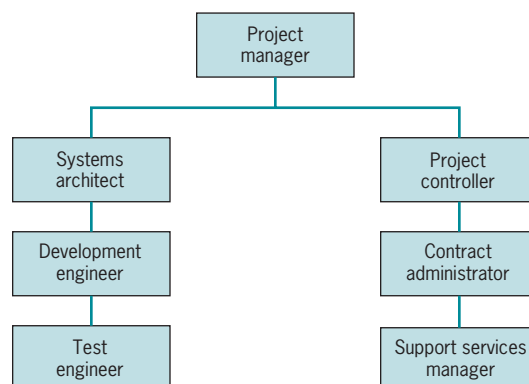 Project
manager
Systems
architect
Project
controller
Development
engineer
Contract
administrator
Test
engineer
Support services
manager